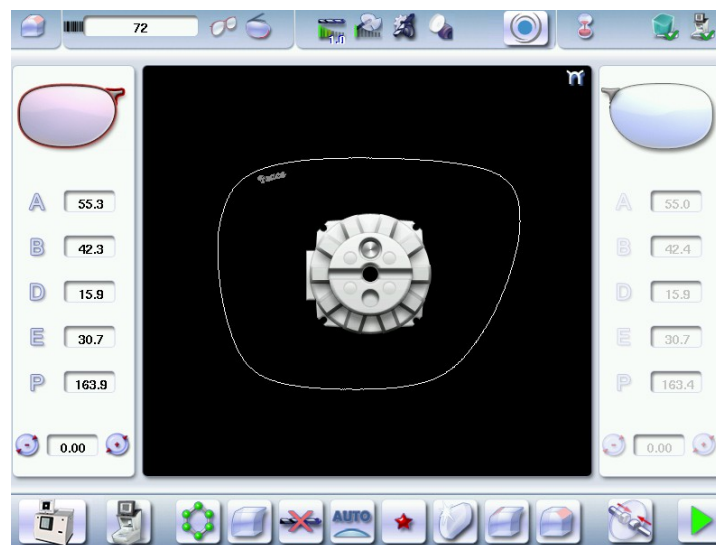 72
1.0
A 55.3
B 42.3
D 15.9
E 30.7
P 163.9
0.00
Peace
A 55.0
B 42.4
D 15.9
E 30.7
P 163.4
0.00
AUTO